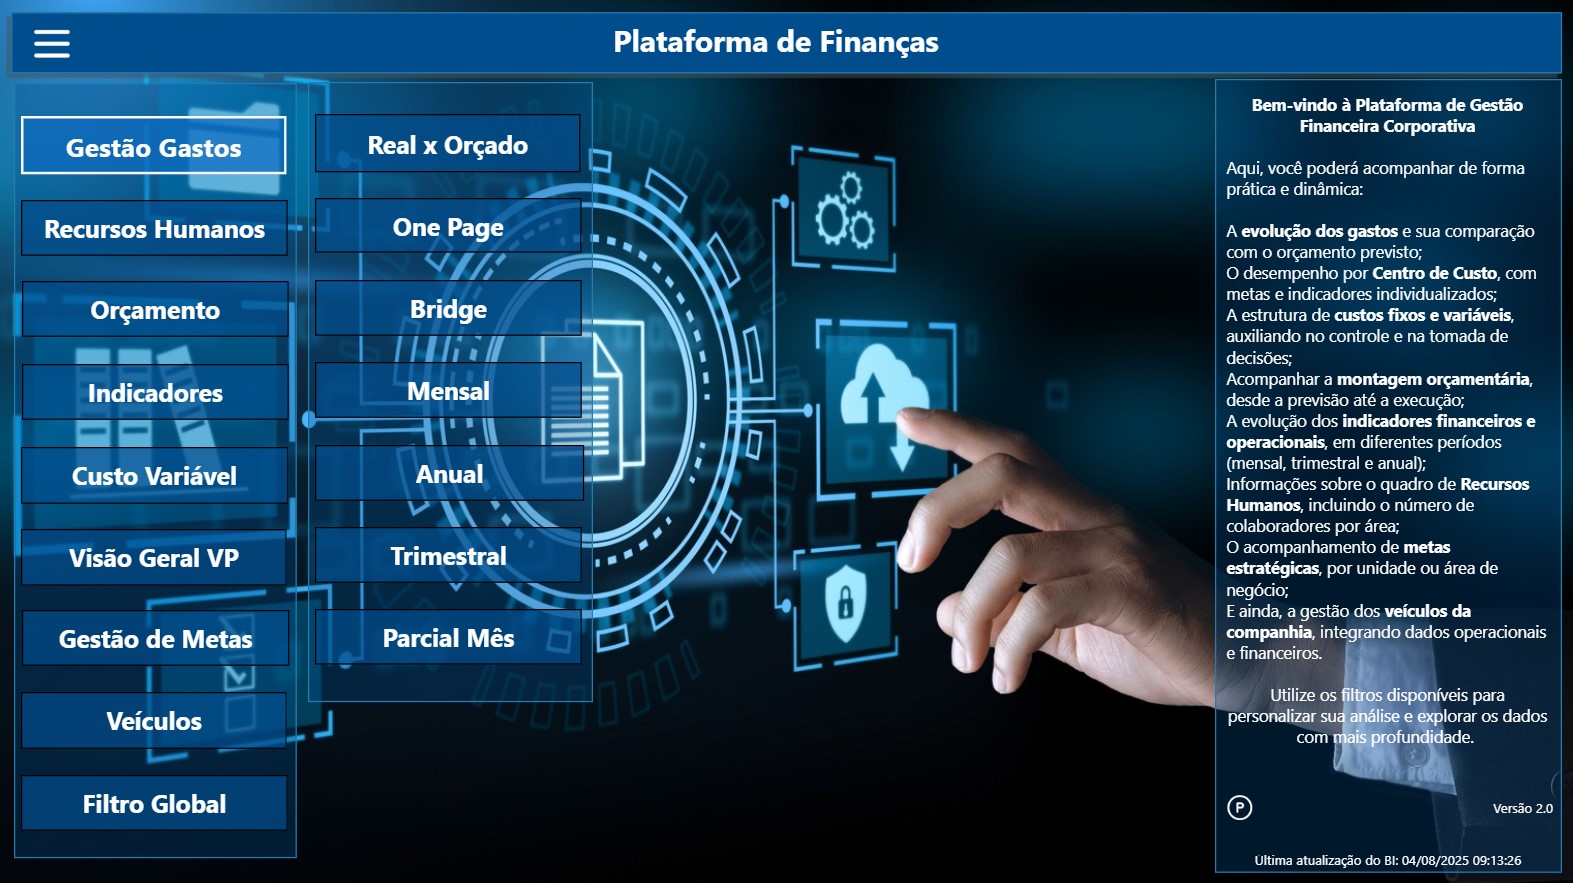 Plataforma de Finanças
Gestão Gastos
Recursos Humanos
Orçamento
Indicadores
Custo Variável
Visão Geral VP
Gestão de Metas
Veículos
Filtro Global
Real x Orçado
One Page
Bridge
Mensal
Anual
Trimestral
Parcial Mês
Bem-vindo à Plataforma de Gestão
Financeira Corporativa
Aqui, você poderá acompanhar de forma
prática e dinâmica:
A evolução dos gastos e sua comparação
com o orçamento previsto;
O desempenho por Centro de Custo, com
metas e indicadores individualizados;
A estrutura de custos fixos e variáveis,
auxiliando no controle e na tomada de
decisões;
Acompanhar a montagem orçamentária,
desde a previsão até a execução;
A evolução dos indicadores financeiros e
operacionais, em diferentes períodos
(mensal, trimestral e anual);
Informações sobre o quadro de Recursos
Humanos, incluindo o número de
colaboradores por área;
O acompanhamento de metas
estratégicas, por unidade ou área de
negócio;
E ainda, a gestão dos veículos da
companhia, integrando dados operacionais
e financeiros.
Utilize os filtros disponíveis para
personalizar sua análise e explorar os dados
com mais profundidade.
P
Versão 2.0
Última atualização do BI: 04/08/2025 09:13:26